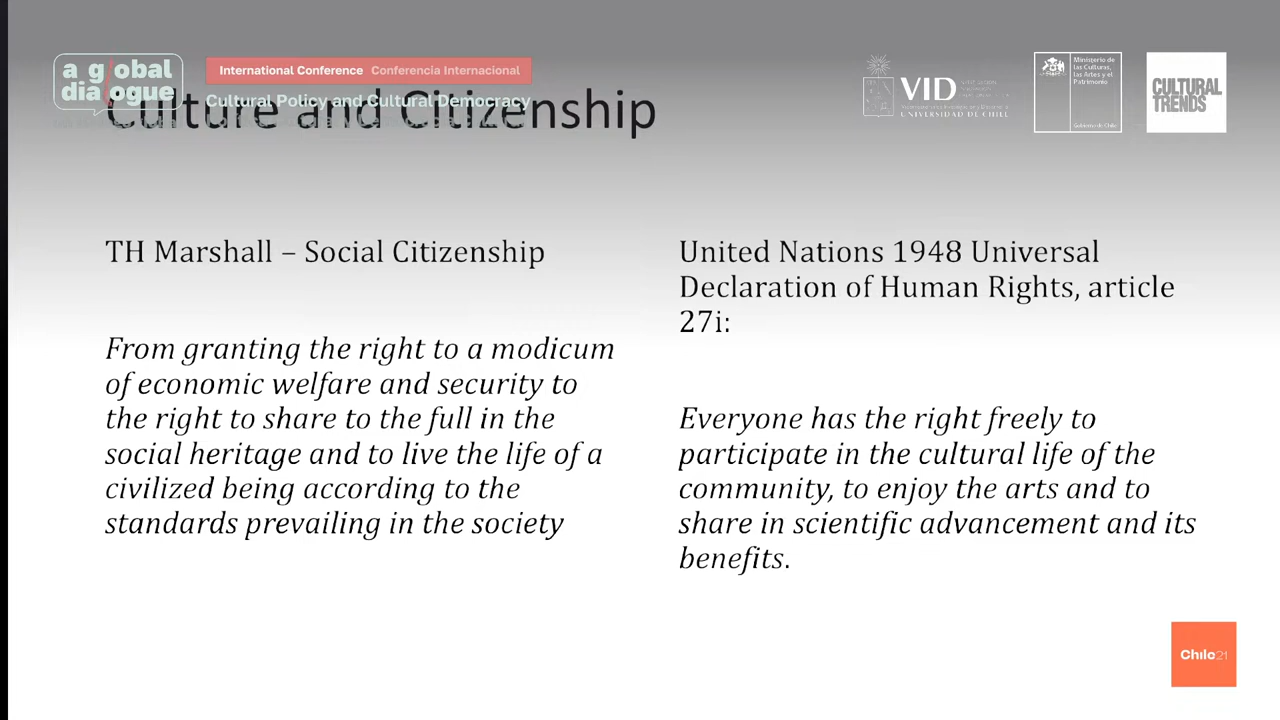 a global
dialogue
International Conference Conferencia Internacional
Cultural Policy and Cultural Democracy
Culture and Citizenship
VID
UNIVERSIDAD DE CHILE
Ministerio de
las Culturas,
las Artes y el
Patrimonio
Gobierno de Chile
CULTURAL
TRENDS
TH Marshall – Social Citizenship
From granting the right to a modicum
of economic welfare and security to
the right to share to the full in the
social heritage and to live the life of a
civilized being according to the
standards prevailing in the society
United Nations 1948 Universal
Declaration of Human Rights, article
27i:
Everyone has the right freely to
participate in the cultural life of the
community, to enjoy the arts and to
share in scientific advancement and its
benefits.
Chile21